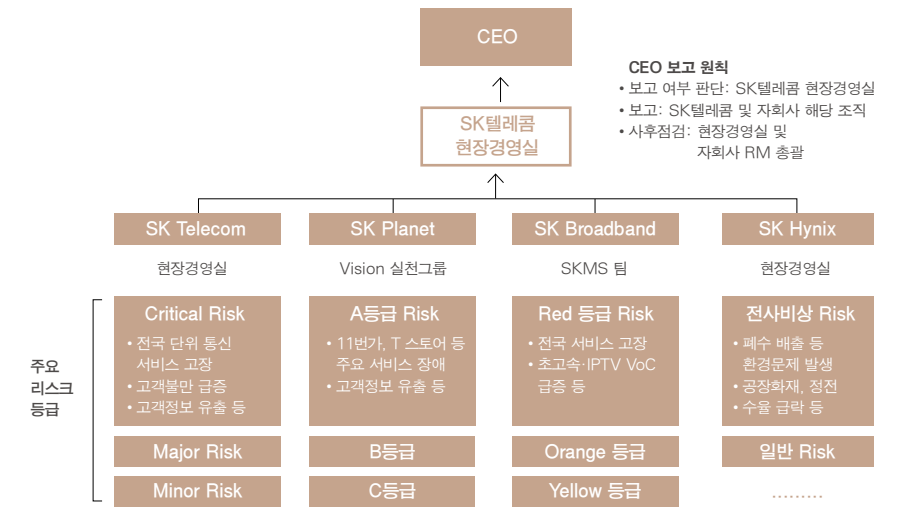 CEO
CEO 보고 원칙
• 보고 여부 판단: SK텔레콤 현장경영실
• 보고: SK텔레콤 및 자회사 해당 조직
• 사후점검: 현장경영실 및
자회사 RM 총괄
SK텔레콤
현장경영실
SK Telecom
SK Planet
SK Broadband
SK Hynix
현장경영실
Vision 실천그룹
SKMS 팀
현장경영실
주요
리스크
등급
Critical Risk
• 전국 단위 통신
서비스 고장
• 고객불만 급증
• 고객정보 유출 등
A등급 Risk
• 11번가, T 스토어 등
주요 서비스 장애
• 고객정보 유출 등
Red 등급 Risk
• 전국 서비스 고장
• 초고속·IPTV VoC
급증 등
전사비상 Risk
• 폐수 배출 등
환경문제 발생
• 공장화재, 정전
• 수율 급락 등
Major Risk
B등급
Orange 등급
일반 Risk
Minor Risk
C등급
Yellow 등급
.........